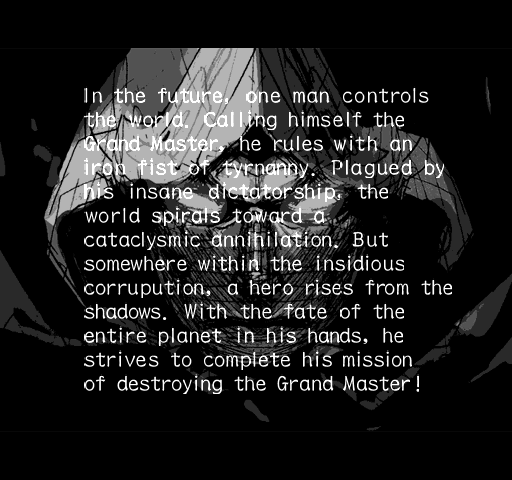 In the future, one man controls
the world. Calling himself the
Grand Master, he rules with an
iron fist of tyrnanny. Plagued by
his insane dictatorship, the
world spirals toward a
cataclysmic annihilation. But
somewhere within the insidious
corrupution, a hero rises from the
shadows. With the fate of the
entire planet in his hands, he
strives to complete his mission
of destroying the Grand Master!